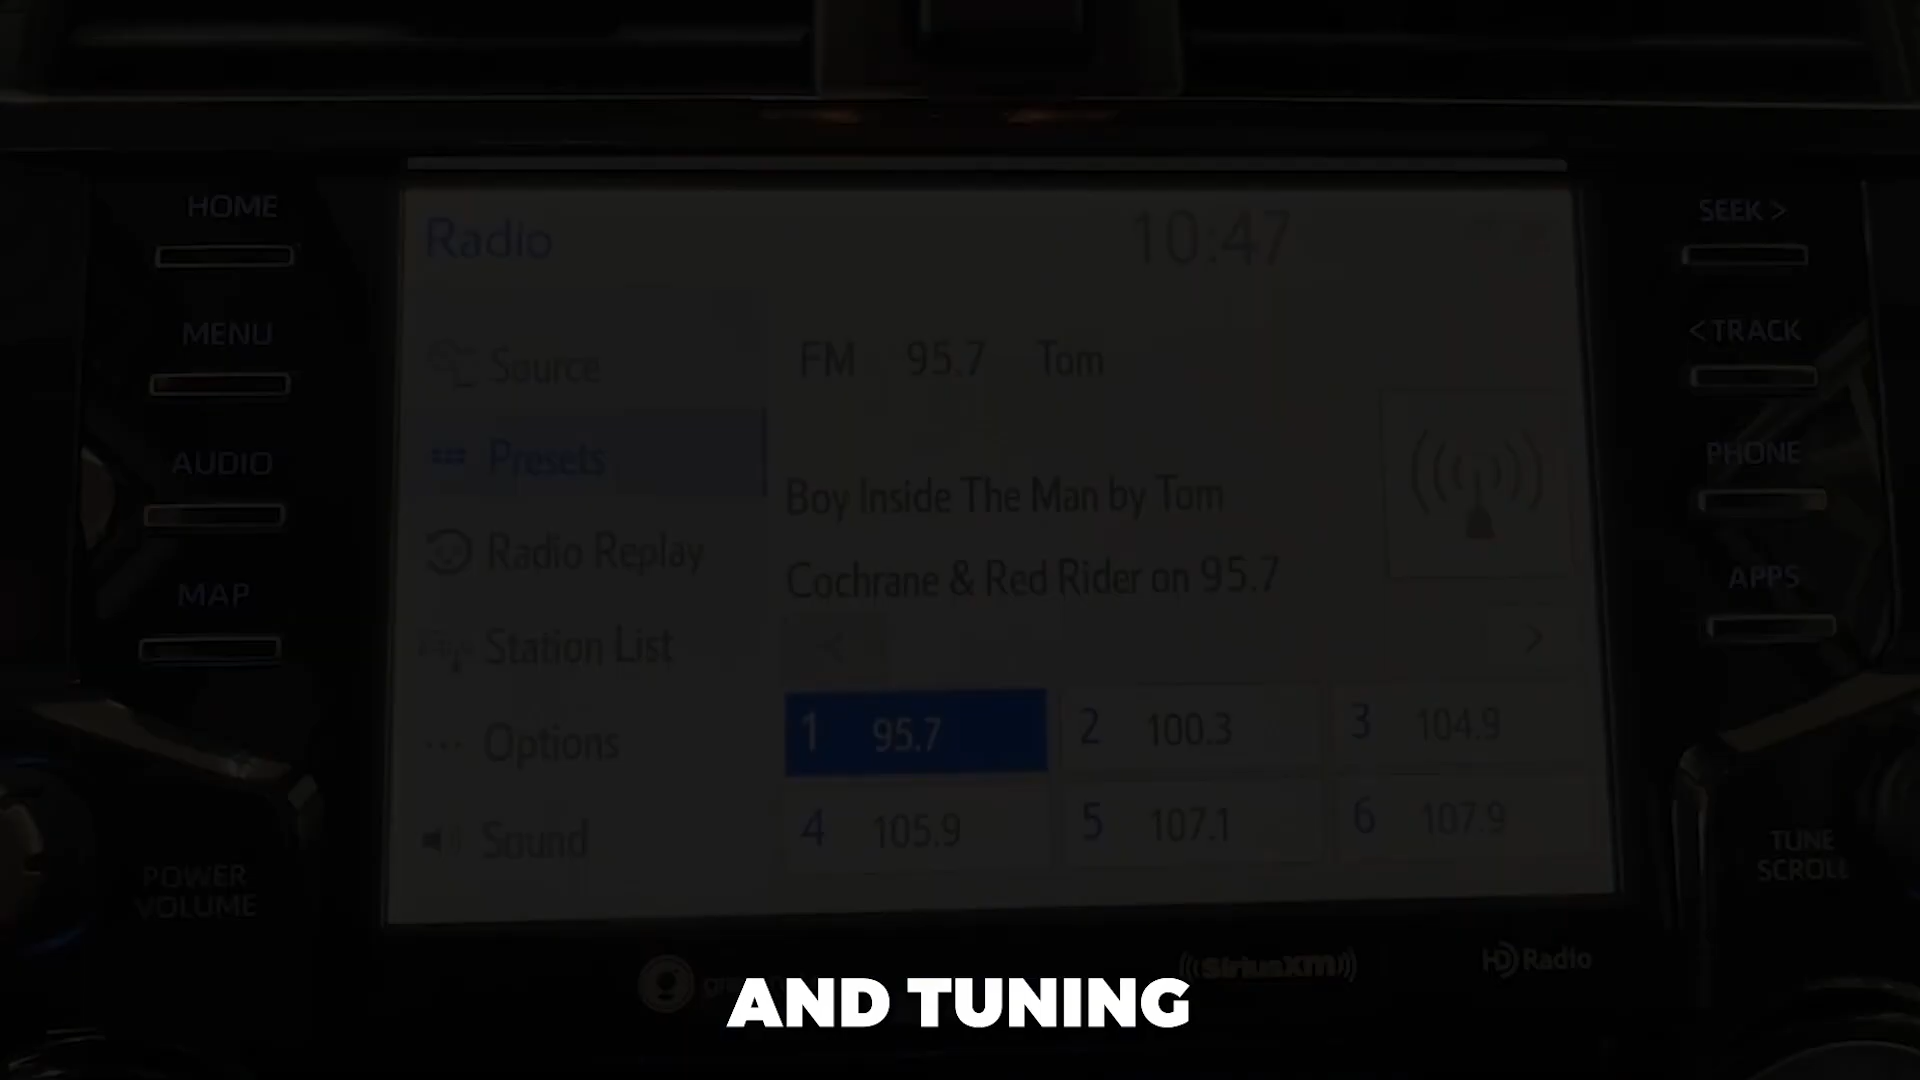 HOME
MENU
AUDIO
MAP
POWER
VOLUME
Radio
10:47
Source
Presets
Radio Replay
Station List
Options
Sound
FM 95.7 Tom
Boy Inside The Man by Tom
Cochrane & Red Rider on 95.7
<
>
1 95.7
2 100.3
3 104.9
4 105.9
5 107.1
6 107.9
SEEK >
< TRACK
PHONE
APPS
TUNE
SCROLL
SiriusXM
HD Radio
AND TUNING